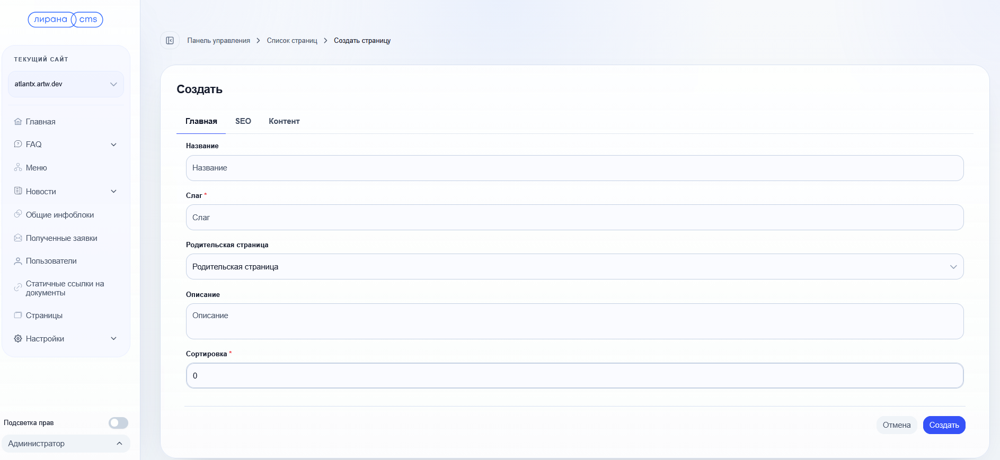 лирана cms
ТЕКУЩИЙ САЙТ
atlantx.artw.dev
Главная
FAQ
Меню
Новости
Общие инфоблоки
Полученные заявки
Пользователи
Статичные ссылки на
документы
Страницы
Настройки
Подсветка прав
Администратор
Панель управления > Список страниц > Создать страницу
Создать
Главная SEO Контент
Название
Название
Слаг *
Слаг
Родительская страница
Родительская страница
Описание
Описание
Сортировка *
0
Отмена Создать